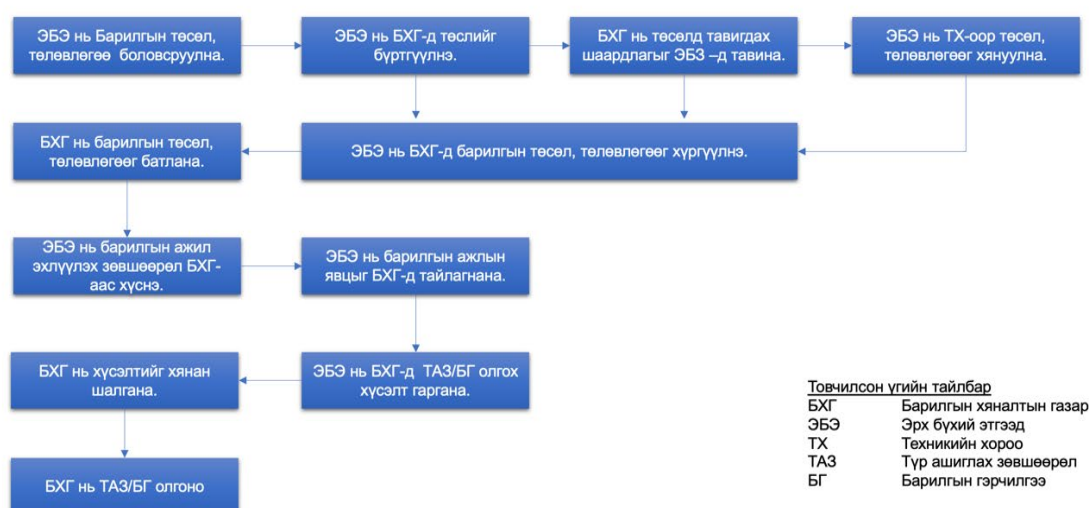 ЭБЭ нь Барилгын төсөл,
төлөвлөгөө боловсруулна.
ЭБЭ нь БХГ-д төслийг
бүртгүүлнэ.
БХГ нь төсөлд тавигдах
шаардлагыг ЭБЗ –д тавина.
ЭБЭ нь ТХ-оор төсөл,
төлөвлөгөөг хянуулна.
БХГ нь барилгын төсөл,
төлөвлөгөөг батлана.
ЭБЭ нь БХГ-д барилгын төсөл, төлөвлөгөөг хүргүүлнэ.
ЭБЭ нь барилгын ажил
эхлүүлэх зөвшөөрөл БХГ-
аас хүснэ.
ЭБЭ нь барилгын ажлын
явцыг БХГ-д тайлагнана.
БХГ нь хүсэлтийг хянан
шалгана.
ЭБЭ нь БХГ-д ТАЗ/БГ олгох
хүсэлт гаргана.
БХГ нь ТАЗ/БГ олгоно
Товчилсон үгийн тайлбар
БХГ Барилгын хяналтын газар
ЭБЭ Эрх бүхий этгээд
ТХ Техникийн хороо
ТАЗ Түр ашиглах зөвшөөрөл
БГ Барилгын гэрчилгээ